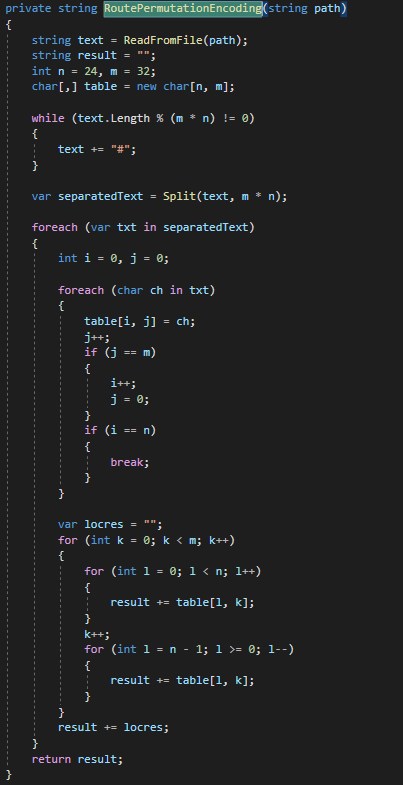 private string RoutePermutationEncoding(string path)
{
    string text = ReadFromFile(path);
    string result = "";
    int n = 24, m = 32;
    char[,] table = new char[n, m];

    while (text.Length % (m * n) != 0)
    {
        text += "#";
    }

    var separatedText = Split(text, m * n);

    foreach (var txt in separatedText)
    {
        int i = 0, j = 0;

        foreach (char ch in txt)
        {
            table[i, j] = ch;
            j++;
            if (j == m)
            {
                i++;
                j = 0;
            }
            if (i == n)
            {
                break;
            }
        }

        var locres = "";
        for (int k = 0; k < m; k++)
        {
            for (int l = 0; l < n; l++)
            {
                result += table[l, k];
            }
            k++;
            for (int l = n - 1; l >= 0; l--)
            {
                result += table[l, k];
            }
        }
        result += locres;
    }
    return result;
}